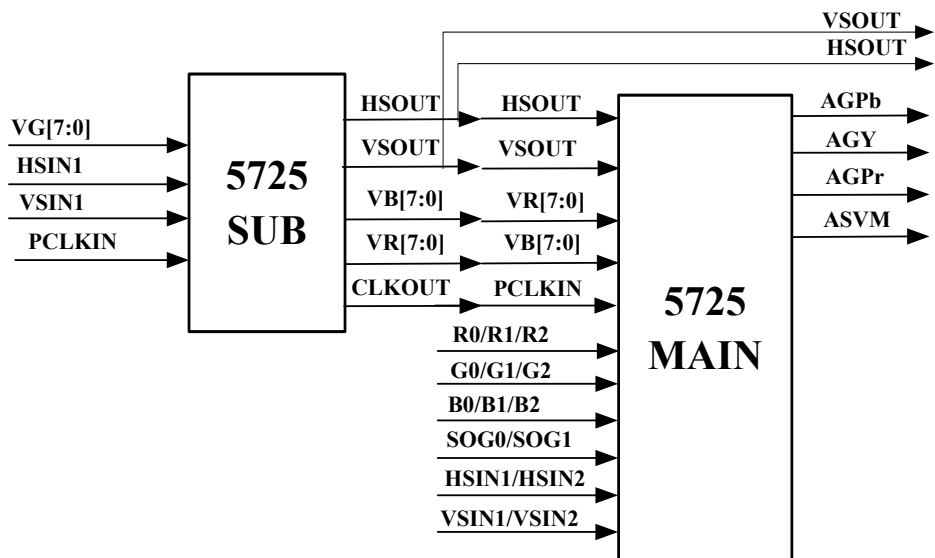 VSOUT
HSOUT
VG[7:0]
HSIN1
VSIN1
PCLKIN
5725
SUB
HSOUT
VSOUT
VB[7:0]
VR[7:0]
CLKOUT
HSOUT
VSOUT
VR[7:0]
VB[7:0]
PCLKIN
R0/R1/R2
G0/G1/G2
B0/B1/B2
SOG0/SOG1
HSIN1/HSIN2
VSIN1/VSIN2
5725
MAIN
AGPb
AGY
AGPr
ASVM